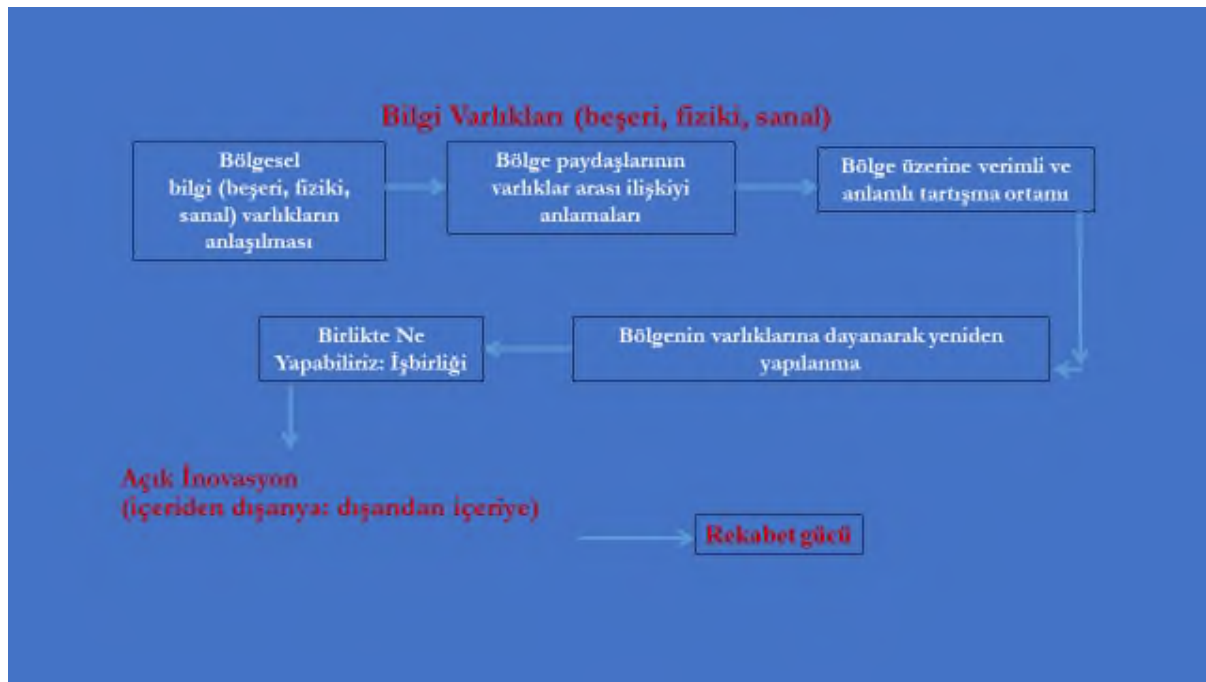 Bilgi Varlıkları (beşeri, fiziki, sanal)
Bölgesel
bilgi (beşeri, fiziki,
sanal) varlıkların
anlaşılması
Bölge paydaşlarının
varlıklar arası ilişkiyi
anlamaları
Bölge üzerine verimli ve
anlamlı tartışma ortamı
Bölgenin varlıklarına dayanarak yeniden
yapılanma
Birlikte Ne
Yapabiliriz: İşbirliği
Açık İnovasyon
(içeriden dışarıya: dışarıdan içeriye)
Rekabet gücü